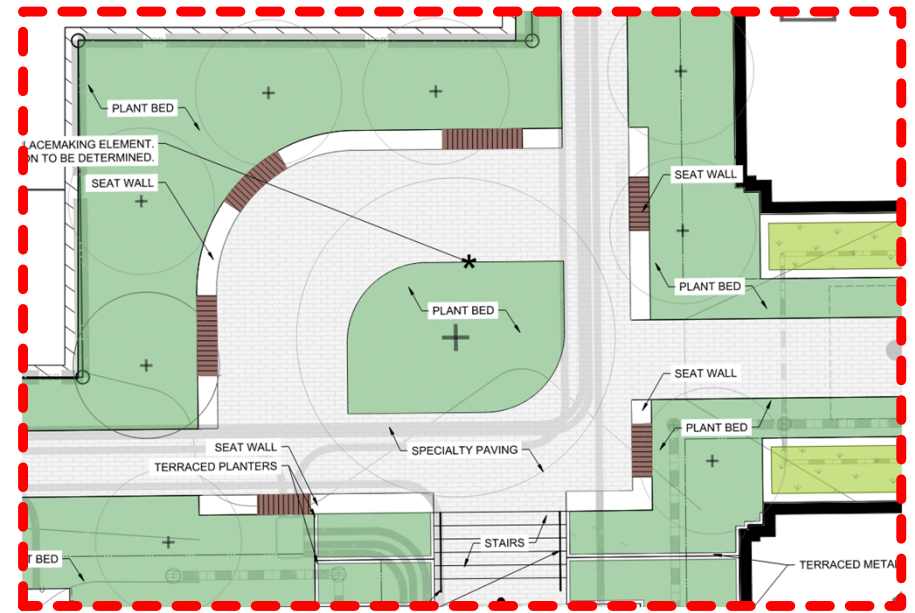 PLANT BED
LACEMAKING ELEMENT.
ON TO BE DETERMINED.
SEAT WALL
SEAT WALL
PLANT BED
PLANT BED
SEAT WALL
PLANT BED
SEAT WALL
SPECIALTY PAVING
TERRACED PLANTERS
STAIRS
T BED
TERRACED METAL